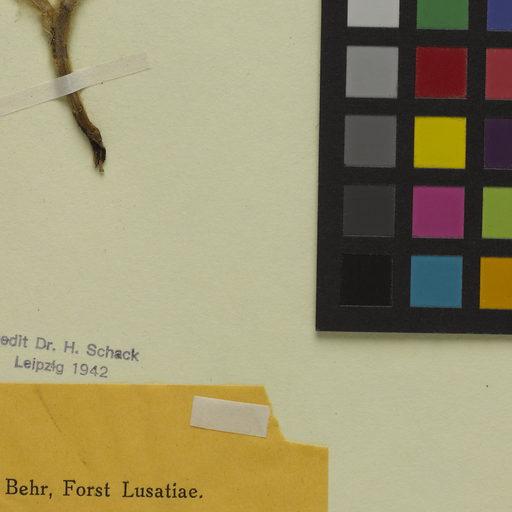 edit Dr. H. Schack
Leipzig 1942
Behr, Forst Lusatiae.